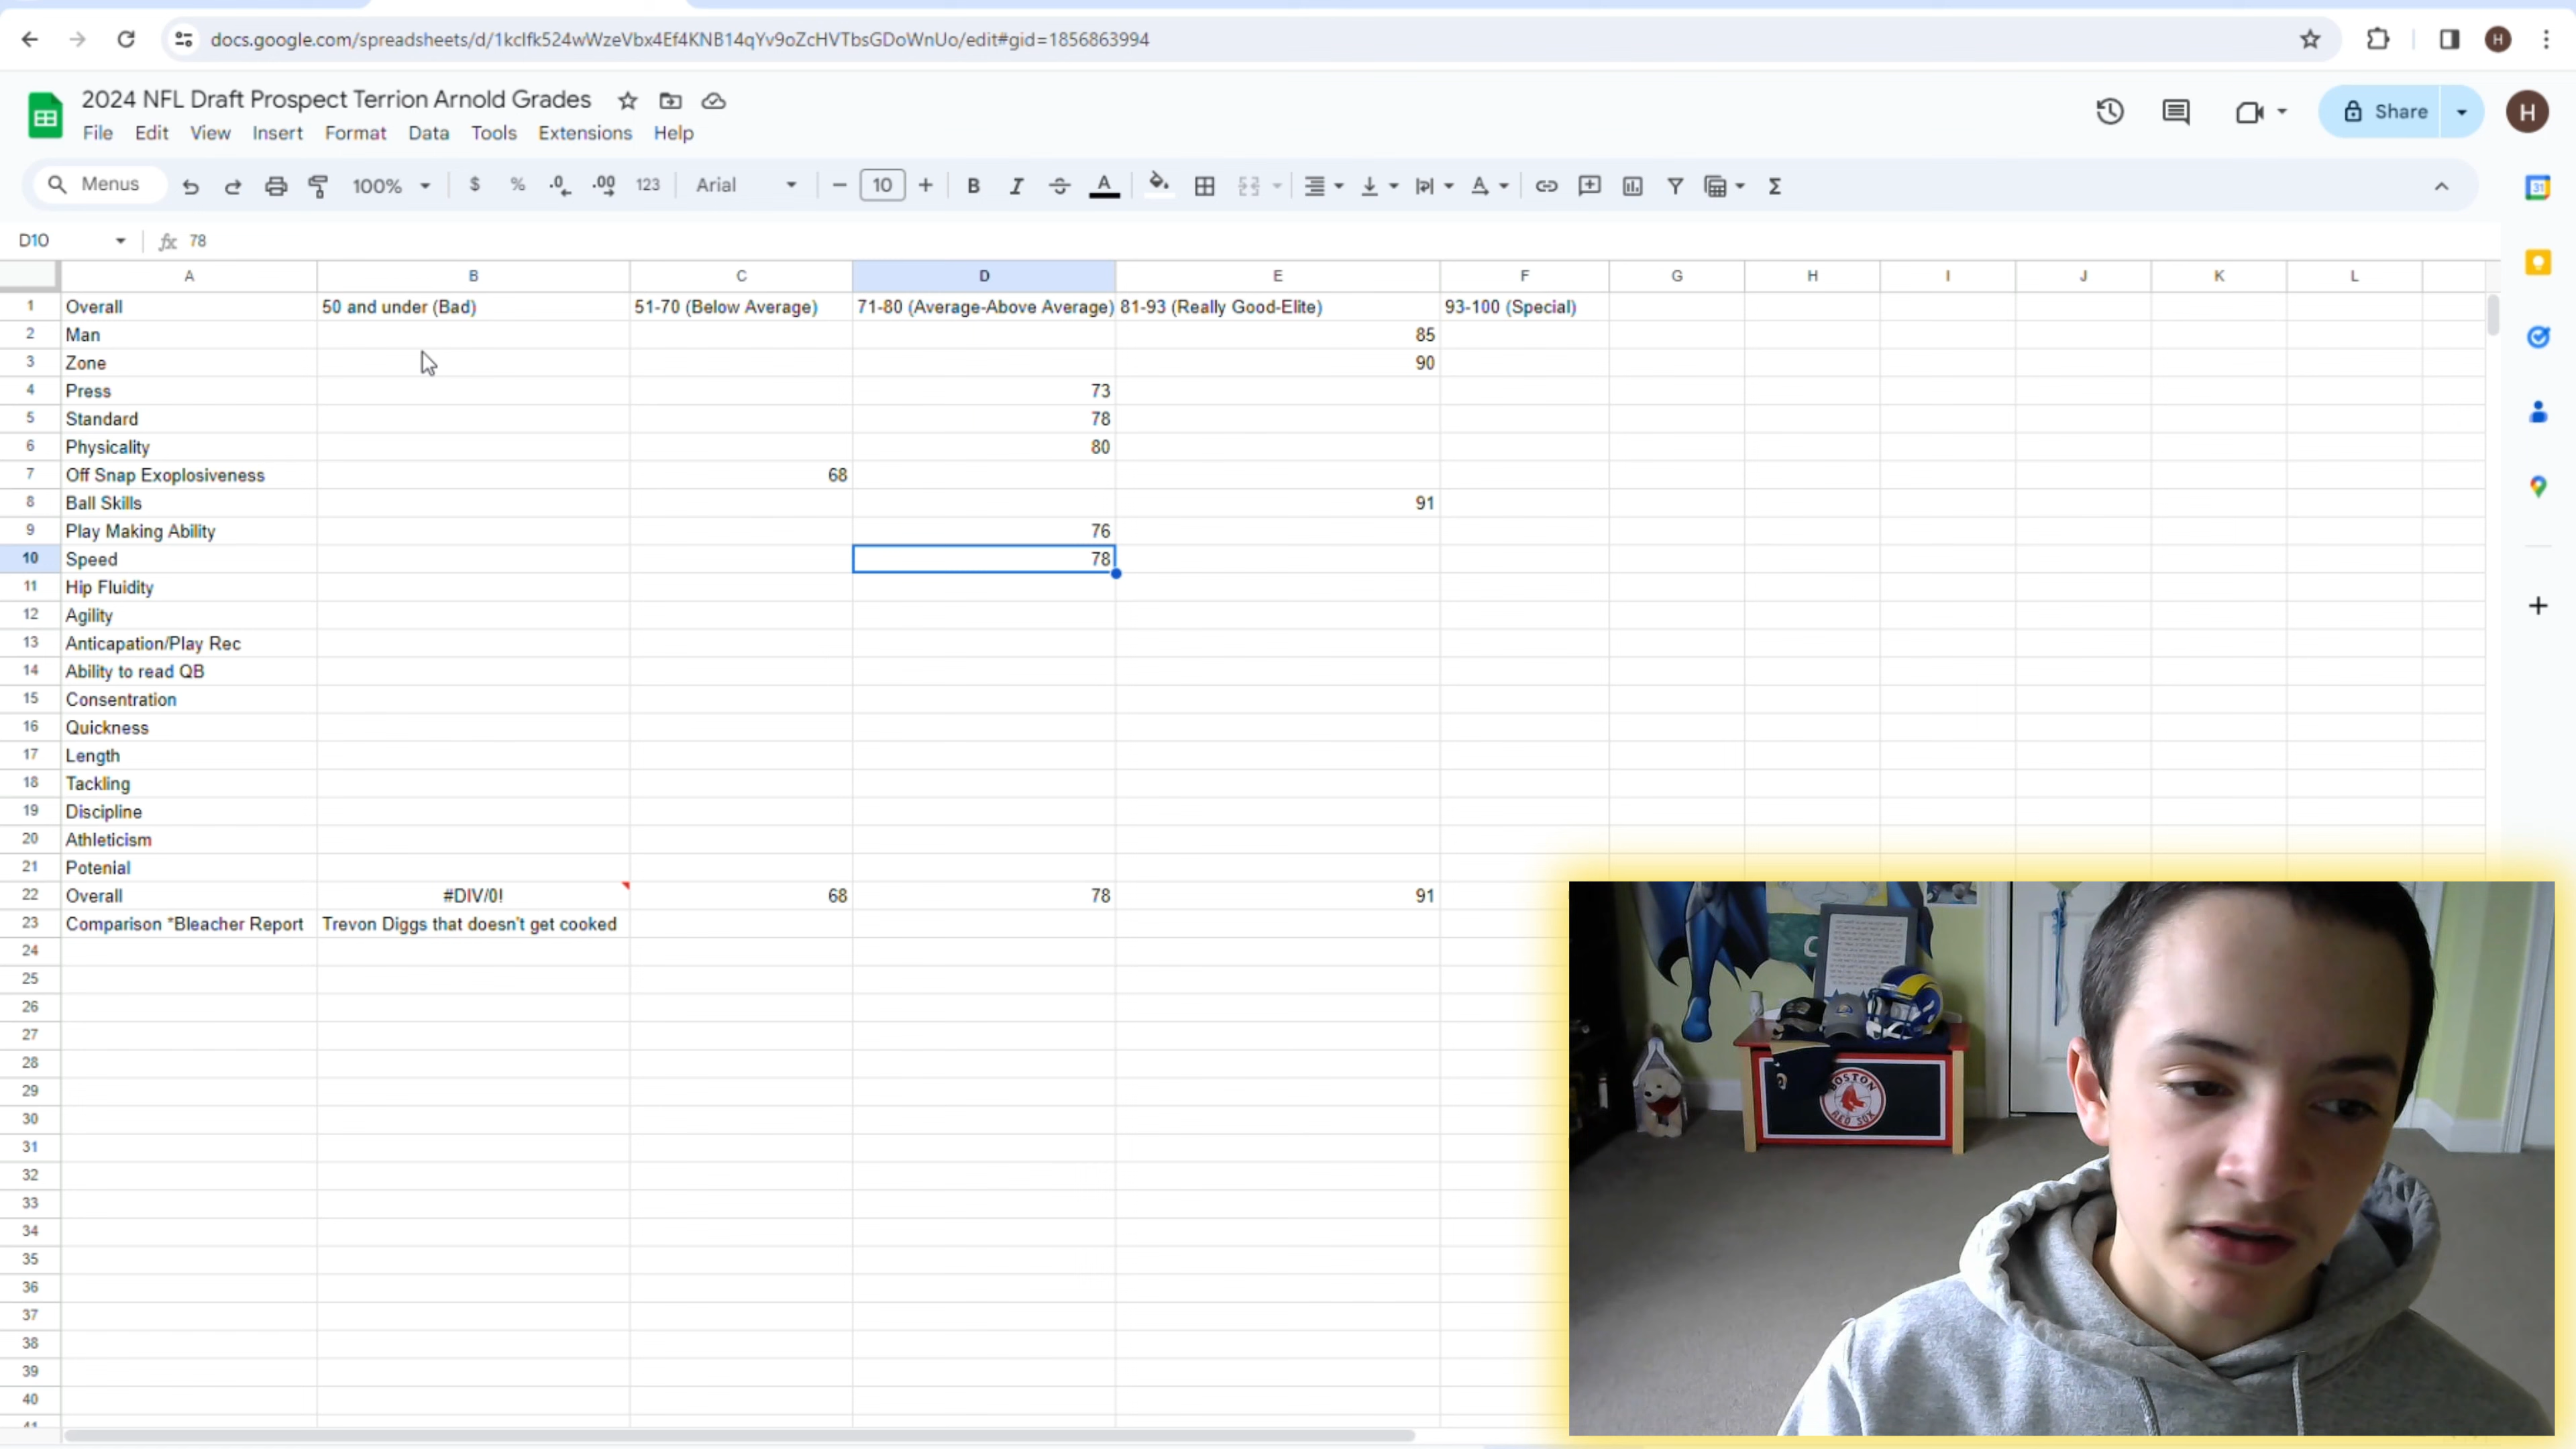 docs.google.com/spreadsheets/d/1kclfk524wWzeVbx4Ef4KNB14qYv9oZcHVTbsGDoWnUo/edit#gid=1856863994
H
2024 NFL Draft Prospect Terrion Arnold Grades
File Edit View Insert Format Data Tools Extensions Help
Share
H
Menus 100% $ % .0 .00 123 Arial 10 B I A Σ
31
D10 fx 78
A B C D E F G H I J K L
1 Overall 50 and under (Bad) 51-70 (Below Average) 71-80 (Average-Above Average) 81-93 (Really Good-Elite) 93-100 (Special)
2 Man 85
3 Zone 90
4 Press 73
5 Standard 78
6 Physicality 80
7 Off Snap Exoplosiveness 68
8 Ball Skills 91
9 Play Making Ability 76
10 Speed 78
11 Hip Fluidity
12 Agility
13 Anticapation/Play Rec
14 Ability to read QB
15 Consentration
16 Quickness
17 Length
18 Tackling
19 Discipline
20 Athleticism
21 Potenial
22 Overall #DIV/0! 68 78 91
23 Comparison *Bleacher Report Trevon Diggs that doesn't get cooked
24
25
26
27
28
29
30
31
32
33
34
35
36
37
38
39
40
41
BOSTON
RED SOX